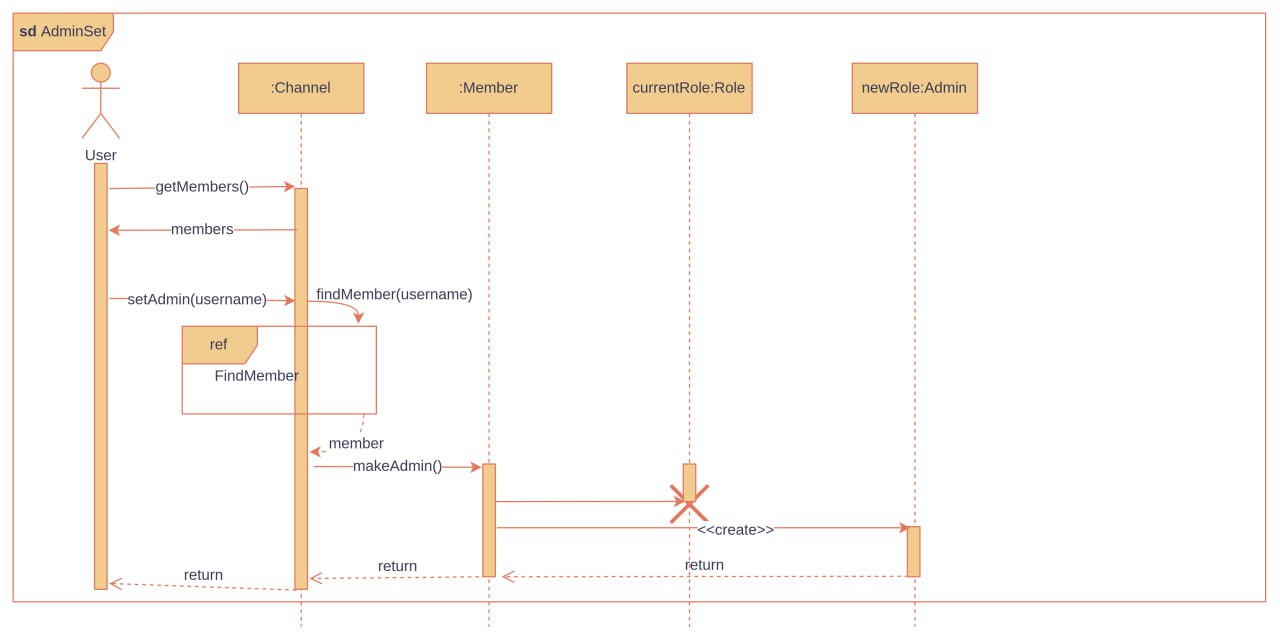 sd AdminSet
:Channel
:Member
currentRole:Role
newRole:Admin
User
getMembers()
members
setAdmin(username)
findMember(username)
ref
FindMember
member
makeAdmin()
<<create>>
return
return
return